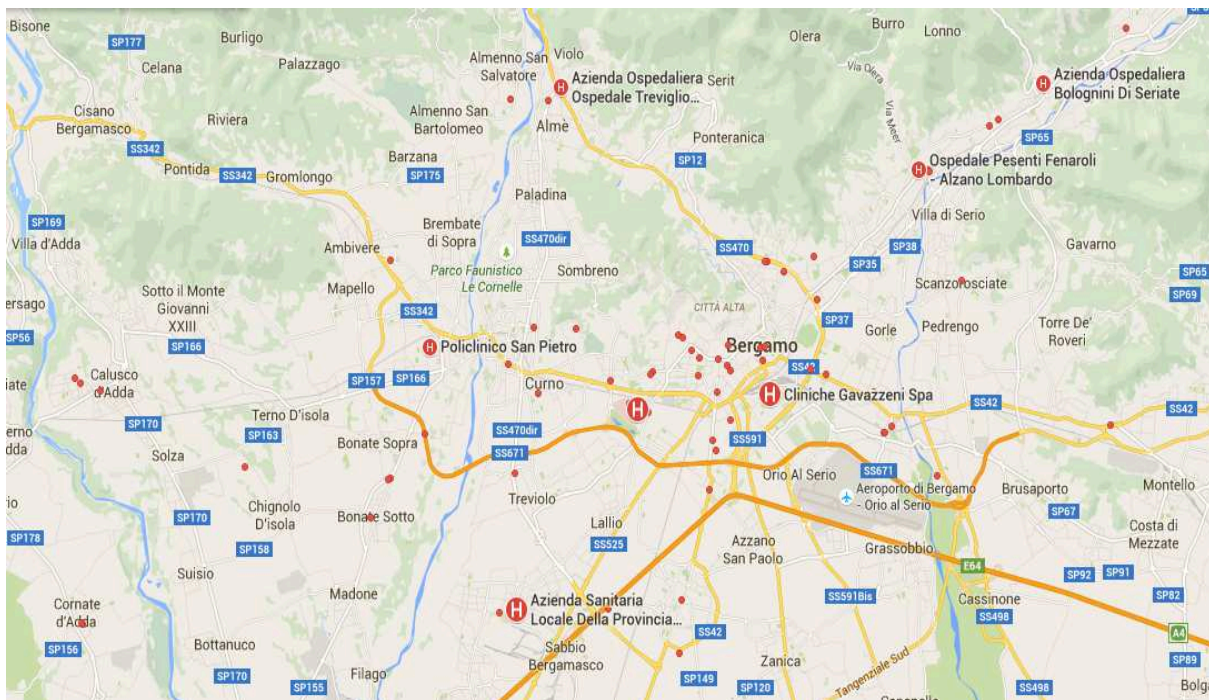 Bisone
SP177
Burligo
Celana
Palazzago
Almenno San
Salvatore
Violo
Olera
Burro
Lonno
Azienda Ospedaliera
Ospedale Treviglio...
Serit
Via Olera
Via Meer
Azienda Ospedaliera
Bolognini Di Seriate
Cisano
Bergamasco
Riviera
Almenno San
Bartolomeo
Almè
Ponteranica
SP65
SS342
Pontida
SS342
Gromlongo
Barzana
SP175
SP12
Ospedale Pesenti Fenaroli
- Alzano Lombardo
Paladina
SP169
Villa d'Adda
Brembate
di Sopra
SS470dir
SS470
Villa di Serio
SP38
Gavarno
Ambivere
Parco Faunistico
Le Cornelle
Sombreno
SP35
SP65
SP69
Scanzorosciate
Mapello
Sotto il Monte
Giovanni
XXIII
SP56
SP166
SS342
CITTÀ ALTA
SP37
Gorle
Pedrengo
Torre De'
Roveri
Policlinico San Pietro
Bergamo
SS42
Calusco
d'Adda
SP157
SP166
Curno
Cliniche Gavazzeni Spa
SS42
Terno D'isola
SP170
SP163
Bonate Sopra
SS470dir
SS671
SS591
Solza
Orio Al Serio
SS671
Treviolo
Aeroporto di Bergamo
- Orio al Serio
Brusaporto
Montello
Chignolo
D'isola
Bonate Sotto
SP170
Lallio
SP67
SP178
SP158
SS525
Azzano
San Paolo
Grassobbio
Costa di
Mezzate
Suisio
E64
SP92
SP91
Madone
Azienda Sanitaria
Locale Della Provincia...
SS591Bis
Cassinone
SP82
Cornate
d'Adda
SS498
SS42
A4
SP156
Bottanuco
Sabbio
Bergamasco
Zanica
Tangenziale Sud
SP89
SP170
SP155
Filago
SP149
SP120
SS498